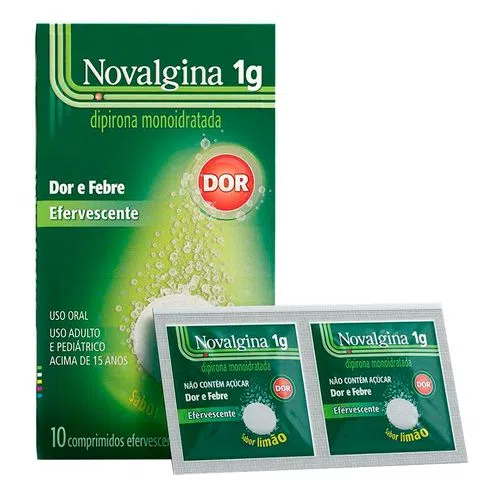 Novalgina 1g
dipirona monoidratada
DOR
Dor e Febre
Efervescente
USO ORAL
USO ADULTO
E PEDIÁTRICO
ACIMA DE 15 ANOS
Sabor
10 comprimidos efervescen
Novalgina 1g
dipirona monoidratada
NÃO CONTÉM AÇÚCAR
DOR
Dor e Febre
Efervescente
Sabor limão
Novalgina 1g
dipirona monoidratada
NÃO CONTÉM AÇÚCAR
DOR
Dor e Febre
Efervescente
Sabor limão